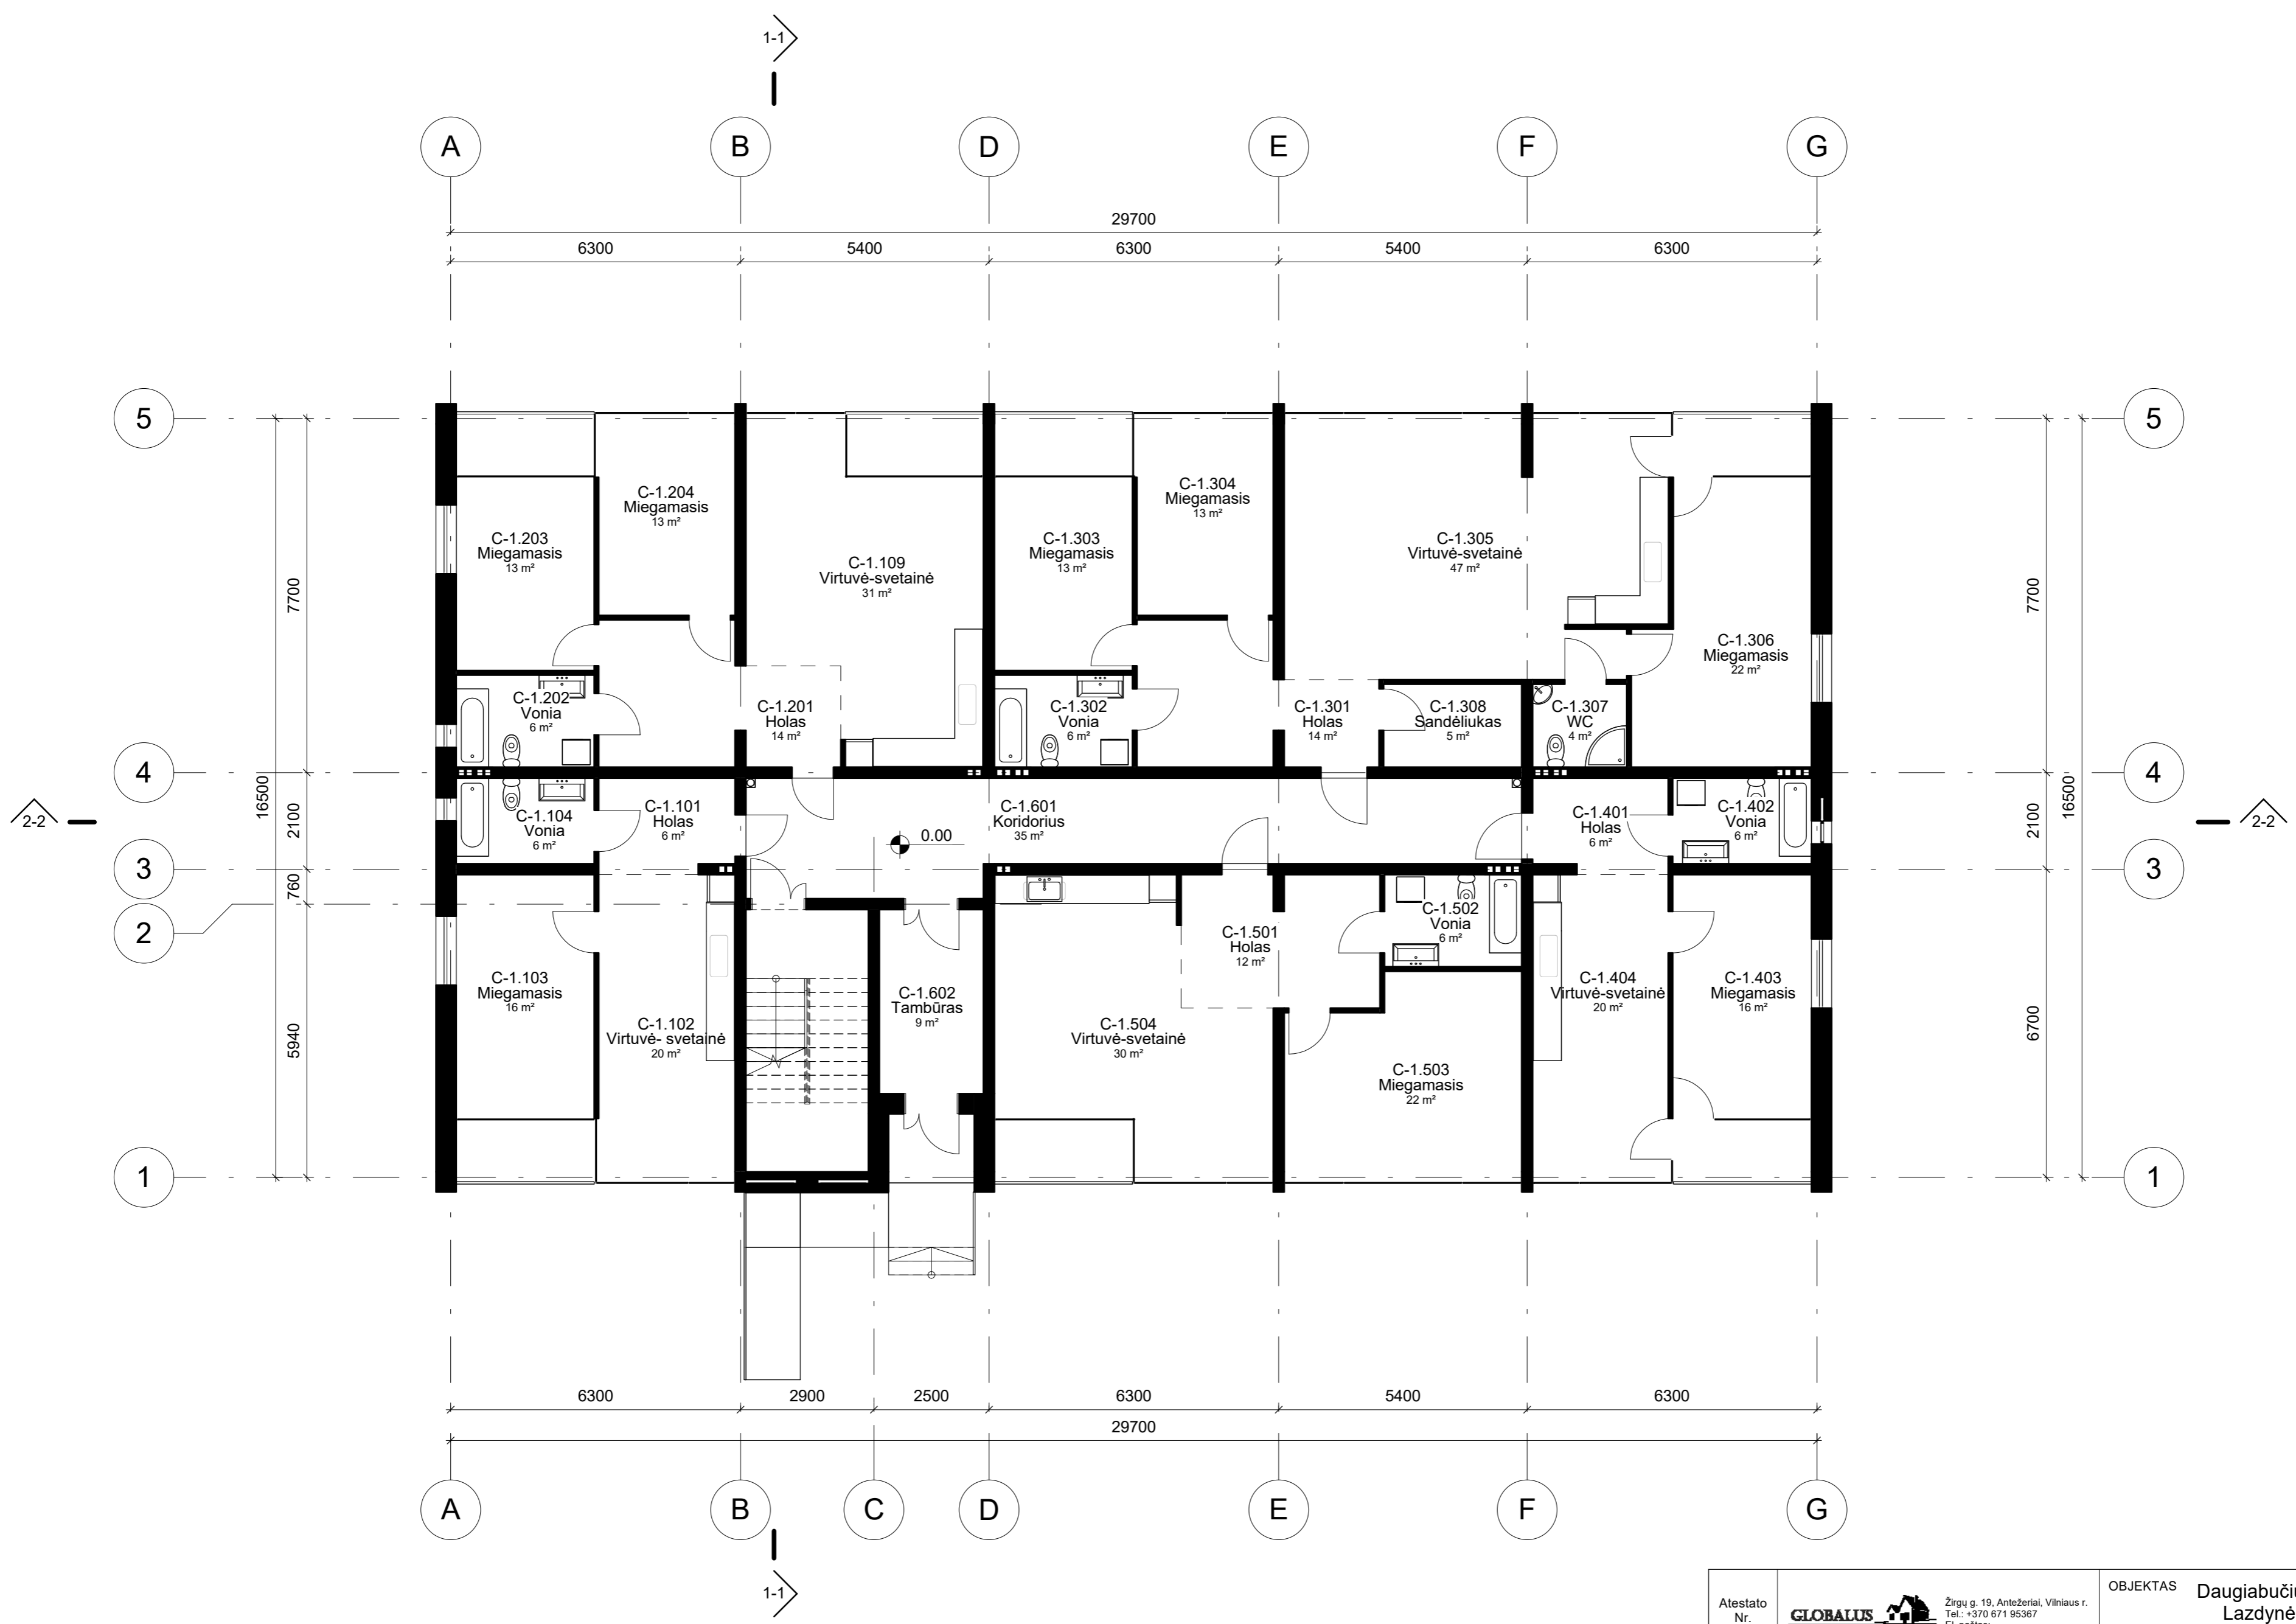 1-1
A B D E F G
29700
6300 5400 6300 5400 6300
5 5
C-1.204
Miegamasis
13 m²
C-1.304
Miegamasis
13 m²
C-1.203
Miegamasis
13 m²
C-1.109
Virtuvė-svetainė
31 m²
C-1.303
Miegamasis
13 m²
C-1.305
Virtuvė-svetainė
47 m²
7700
7700
C-1.306
Miegamasis
22 m²
C-1.202
Vonia
6 m²
C-1.201
Holas
14 m²
C-1.302
Vonia
6 m²
C-1.301
Holas
14 m²
C-1.308
Sandėliukas
5 m²
C-1.307
WC
4 m²
4 4
16500
2100
C-1.104
Vonia
6 m²
C-1.101
Holas
6 m²
C-1.601
Koridorius
35 m²
0.00
C-1.401
Holas
6 m²
C-1.402
Vonia
6 m²
2100
16500
2-2 2-2
3 3
760
2
C-1.502
Vonia
6 m²
C-1.501
Holas
12 m²
C-1.103
Miegamasis
16 m²
C-1.602
Tambūras
9 m²
C-1.404
Virtuvė-svetainė
20 m²
C-1.403
Miegamasis
16 m²
5940
C-1.102
Virtuvė- svetainė
20 m²
C-1.504
Virtuvė-svetainė
30 m²
6700
C-1.503
Miegamasis
22 m²
1 1
6300 2900 2500 6300 5400 6300
29700
A B C D E F G
1-1
Atestato
Nr.
GLOBALUS
Žirgų g. 19, Antežeriai, Vilniaus r.
Tel.: +370 671 95367
OBJEKTAS